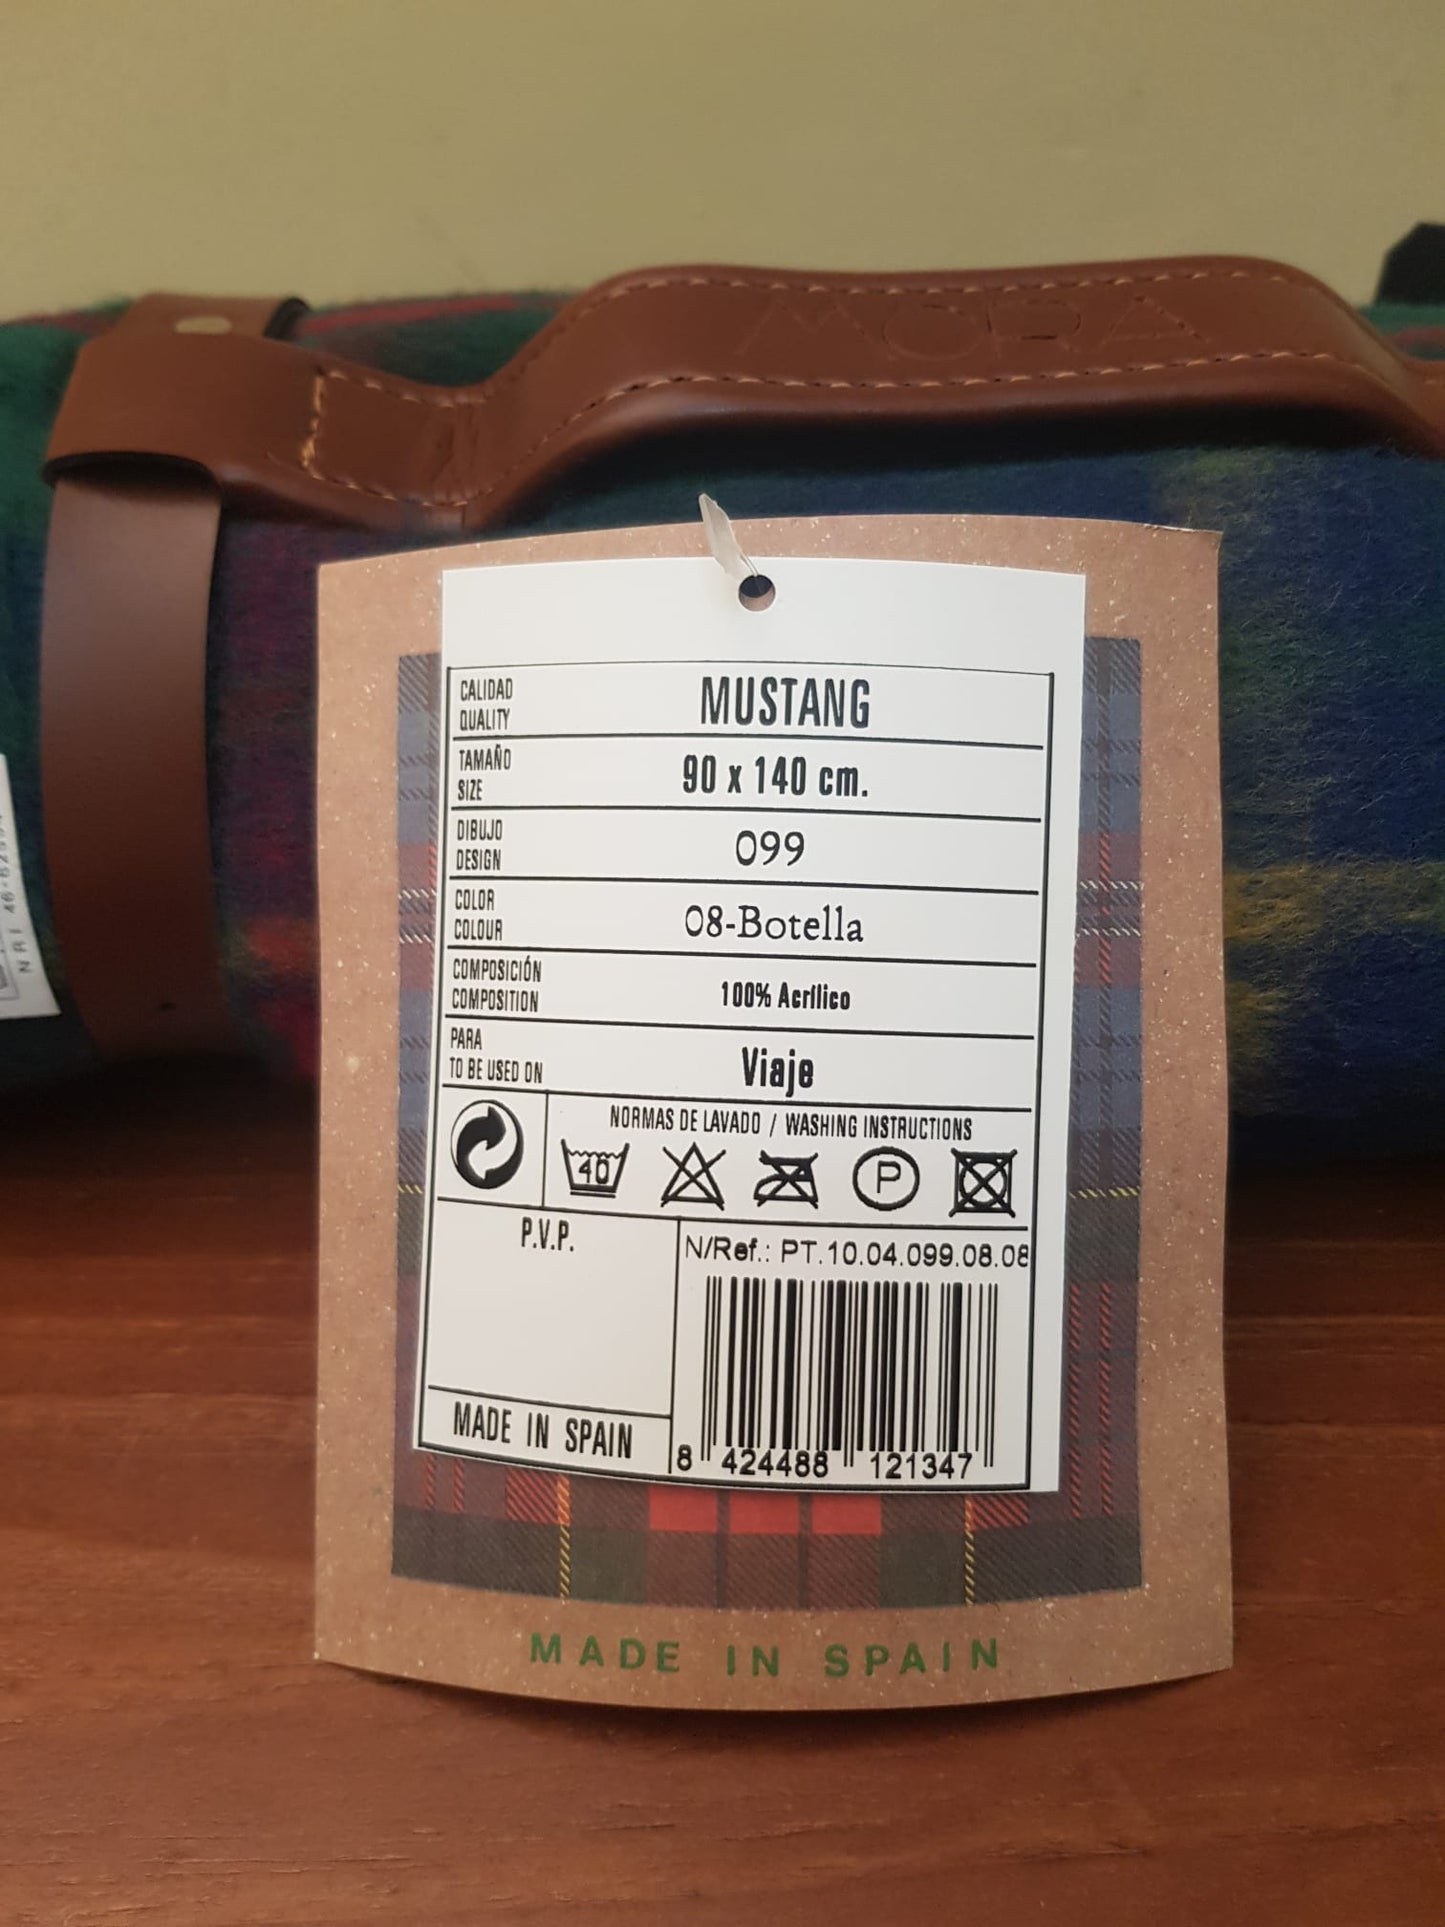 MORA
CALIDAD
QUALITY
MUSTANG
TAMAÑO
SIZE
90 x 140 cm.
DIBUJO
DESIGN
099
COLOR
COLOUR
08-Botella
COMPOSICIÓN
COMPOSITION
100% Acrílico
PARA
TO BE USED ON
Viaje
NORMAS DE LAVADO / WASHING INSTRUCTIONS
40
P
P.V.P.
N/Ref.: PT.10.04.099.08.08
MADE IN SPAIN
8 424488 121347
MADE IN SPAIN
NRI